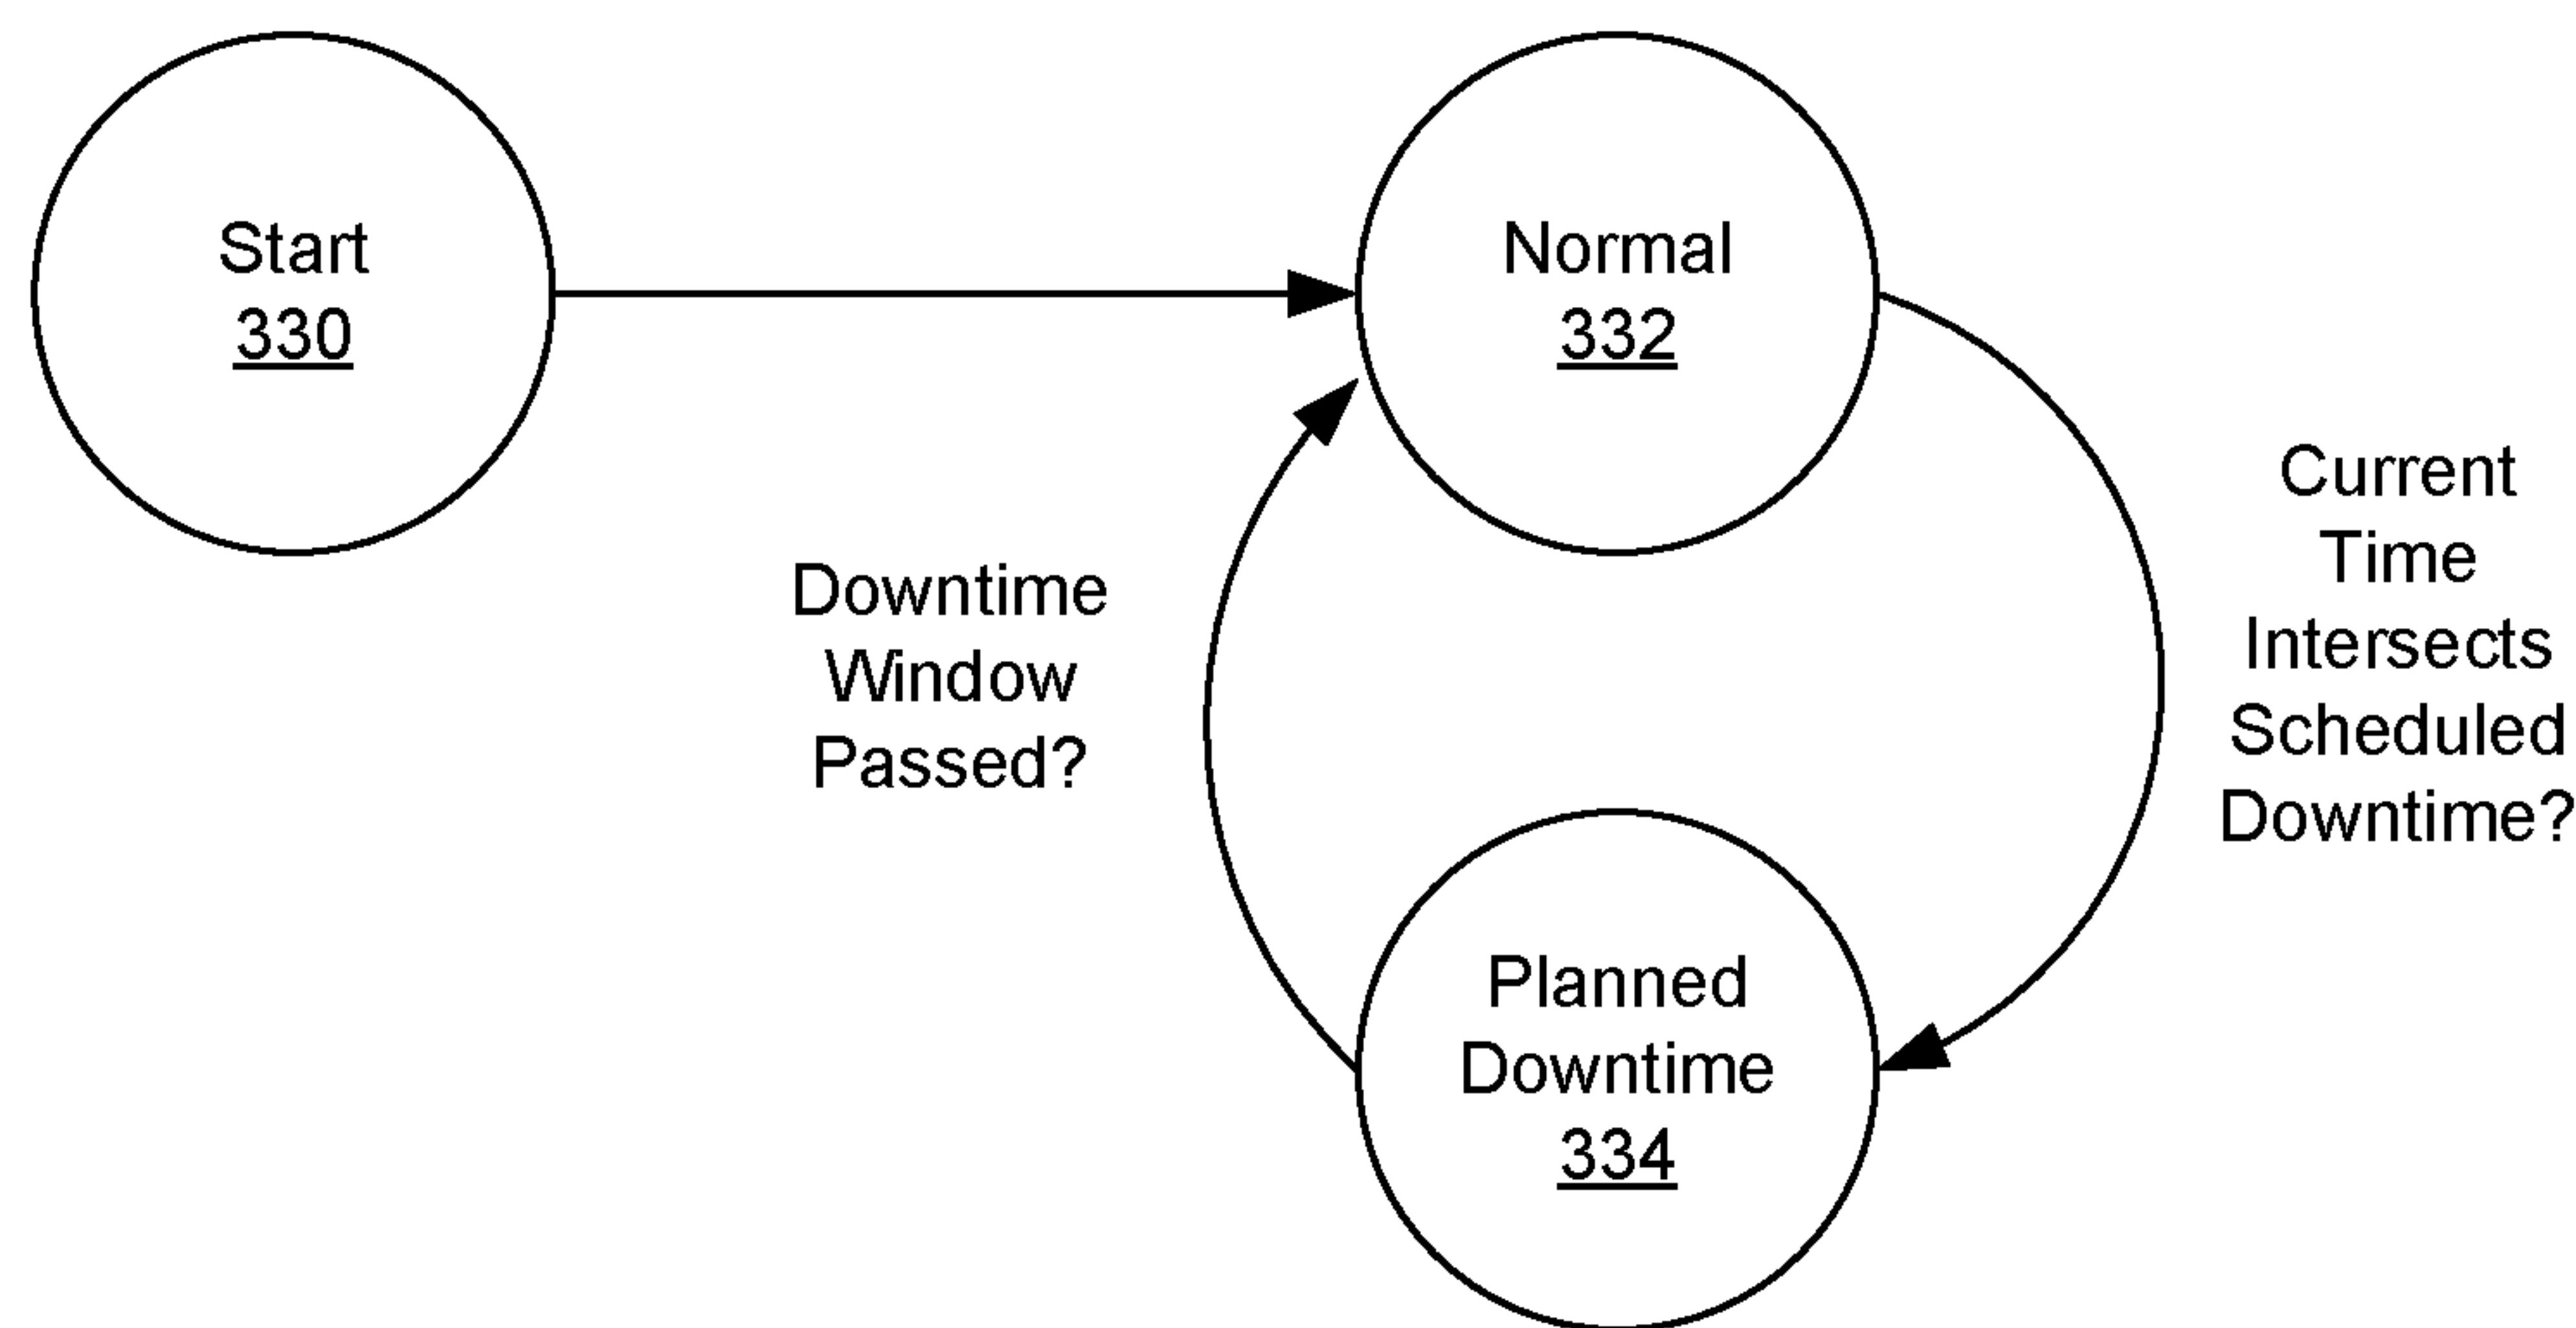 Start
330
Normal
332
Downtime
Window
Passed?
Current
Time
Intersects
Scheduled
Downtime?
Planned
Downtime
334